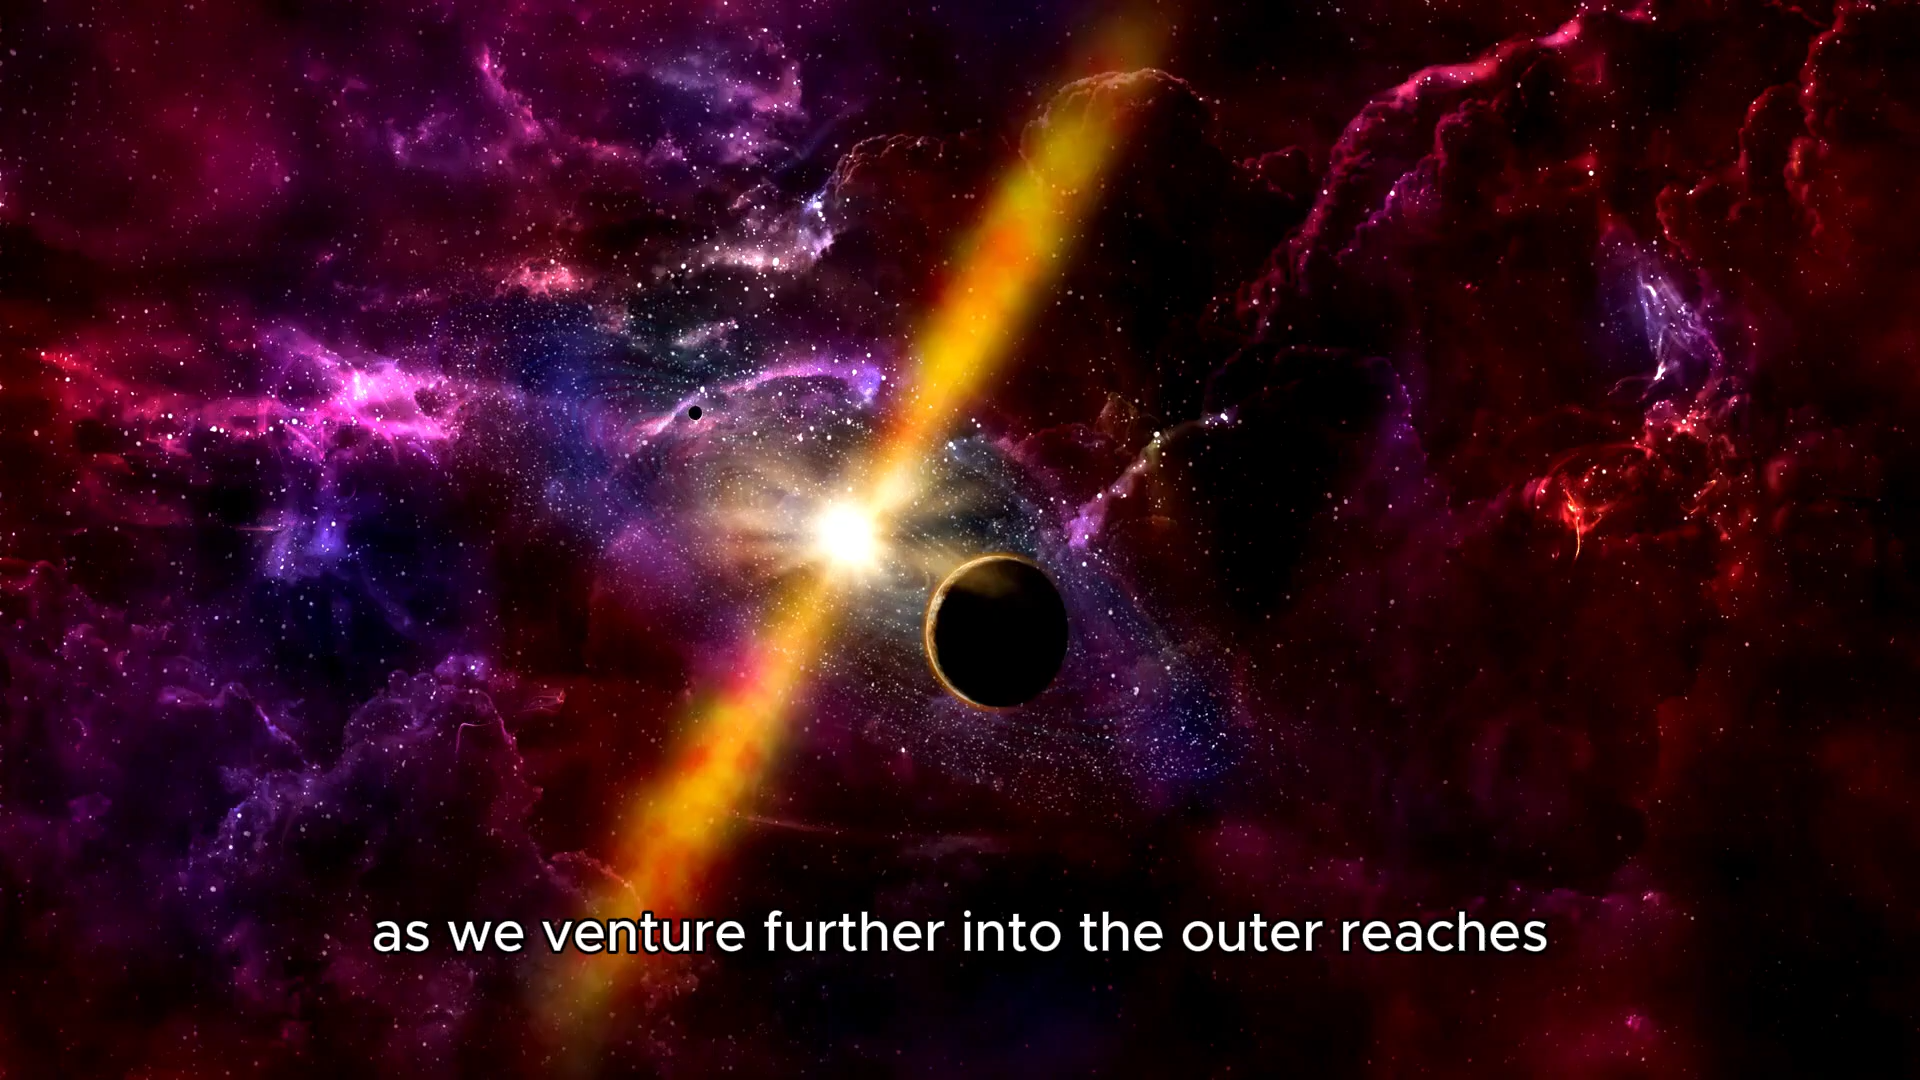 as we venture further into the outer reaches